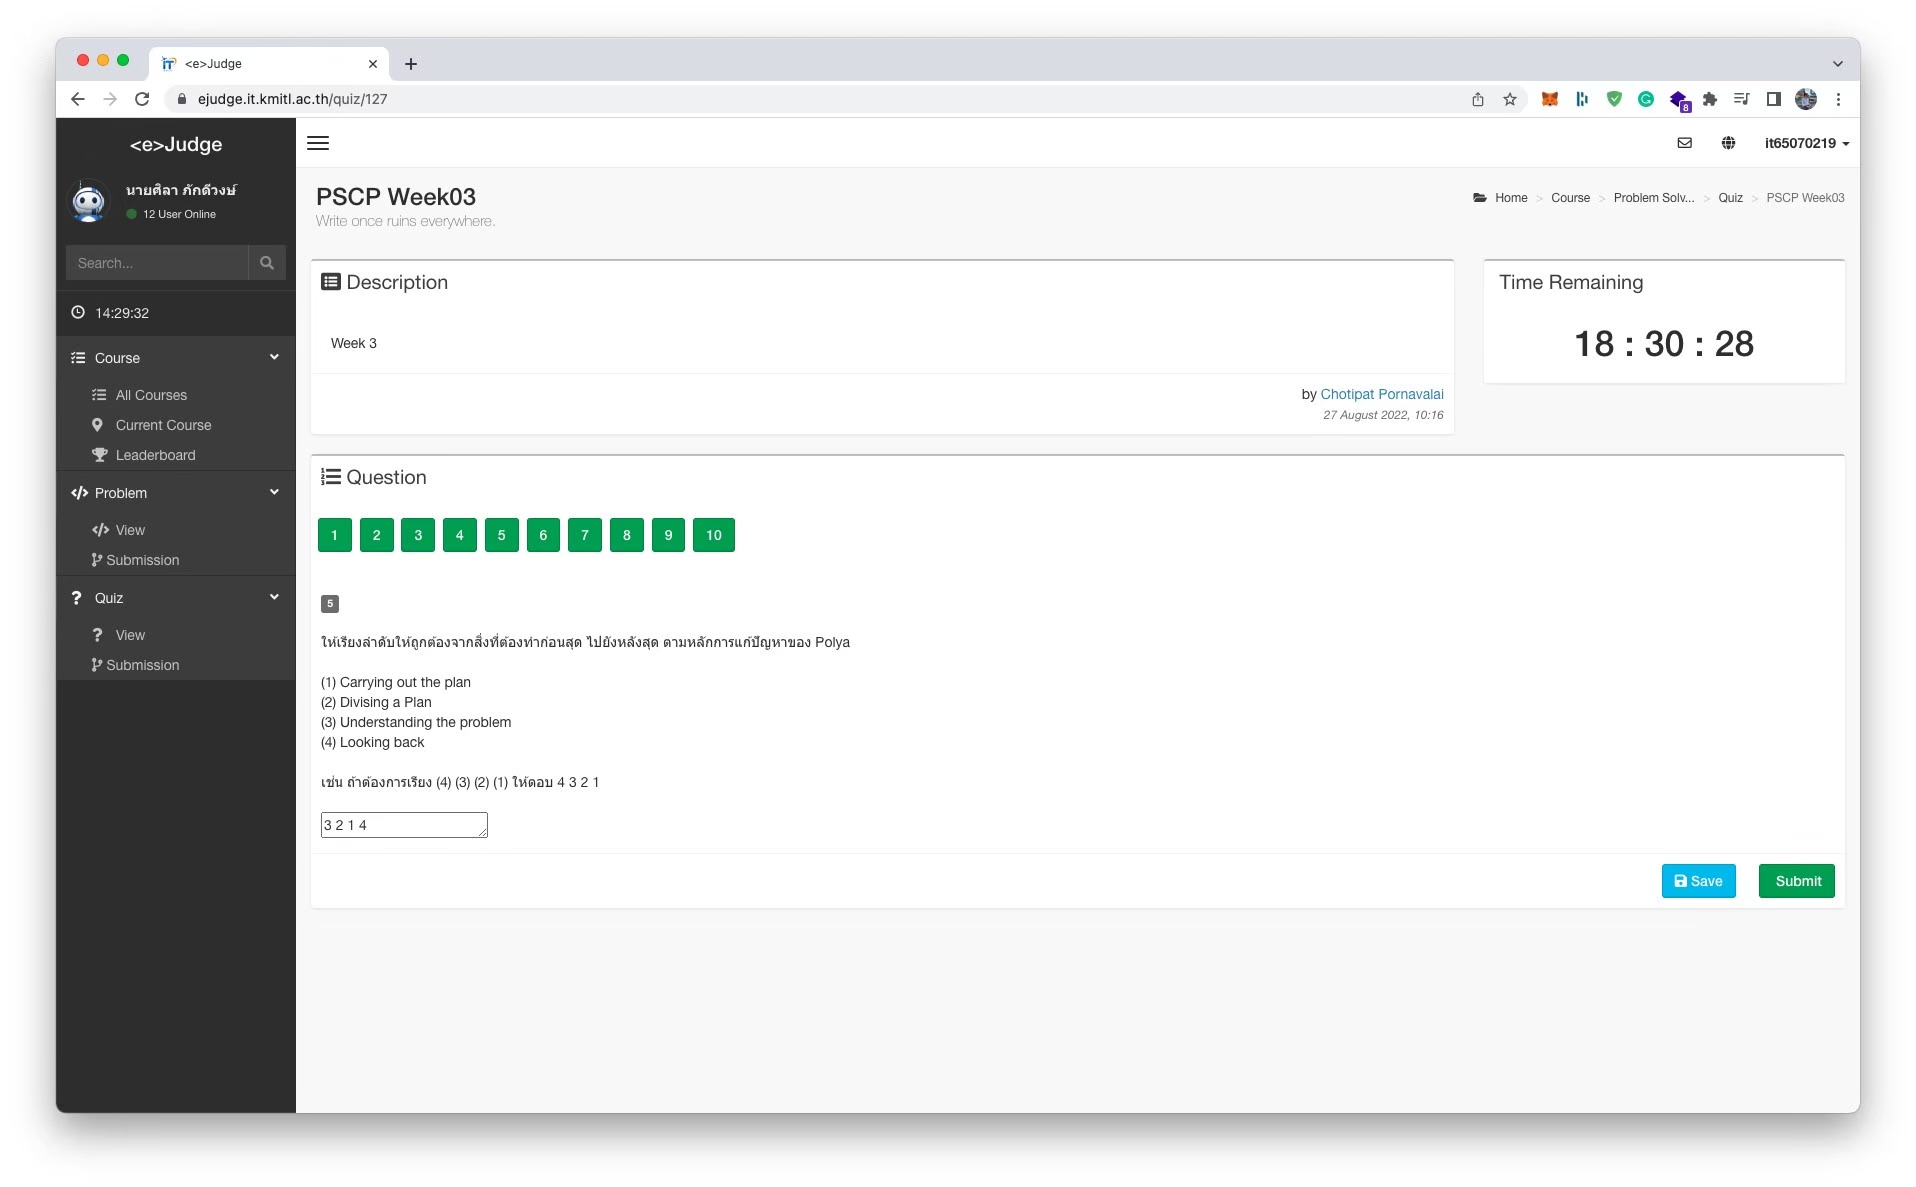 <e>Judge
ejudge.it.kmitl.ac.th/quiz/127
8
<e>Judge
it65070219
นายศิลา ภักดีวงษ์
12 User Online
Search...
14:29:32
Course
All Courses
Current Course
Leaderboard
Problem
View
Submission
Quiz
View
Submission
PSCP Week03
Write once ruins everywhere.
Home > Course > Problem Solv... > Quiz > PSCP Week03
Description
Week 3
by Chotipat Pornavalai
27 August 2022, 10:16
Time Remaining
18 : 30 : 28
Question
1 2 3 4 5 6 7 8 9 10
5
ให้เรียงลำดับให้ถูกต้องจากสิ่งที่ต้องทำก่อนสุด ไปยังหลังสุด ตามหลักการแก้ปัญหาของ Polya
(1) Carrying out the plan
(2) Divising a Plan
(3) Understanding the problem
(4) Looking back
เช่น ถ้าต้องการเรียง (4) (3) (2) (1) ให้ตอบ 4 3 2 1
3 2 1 4
Save
Submit